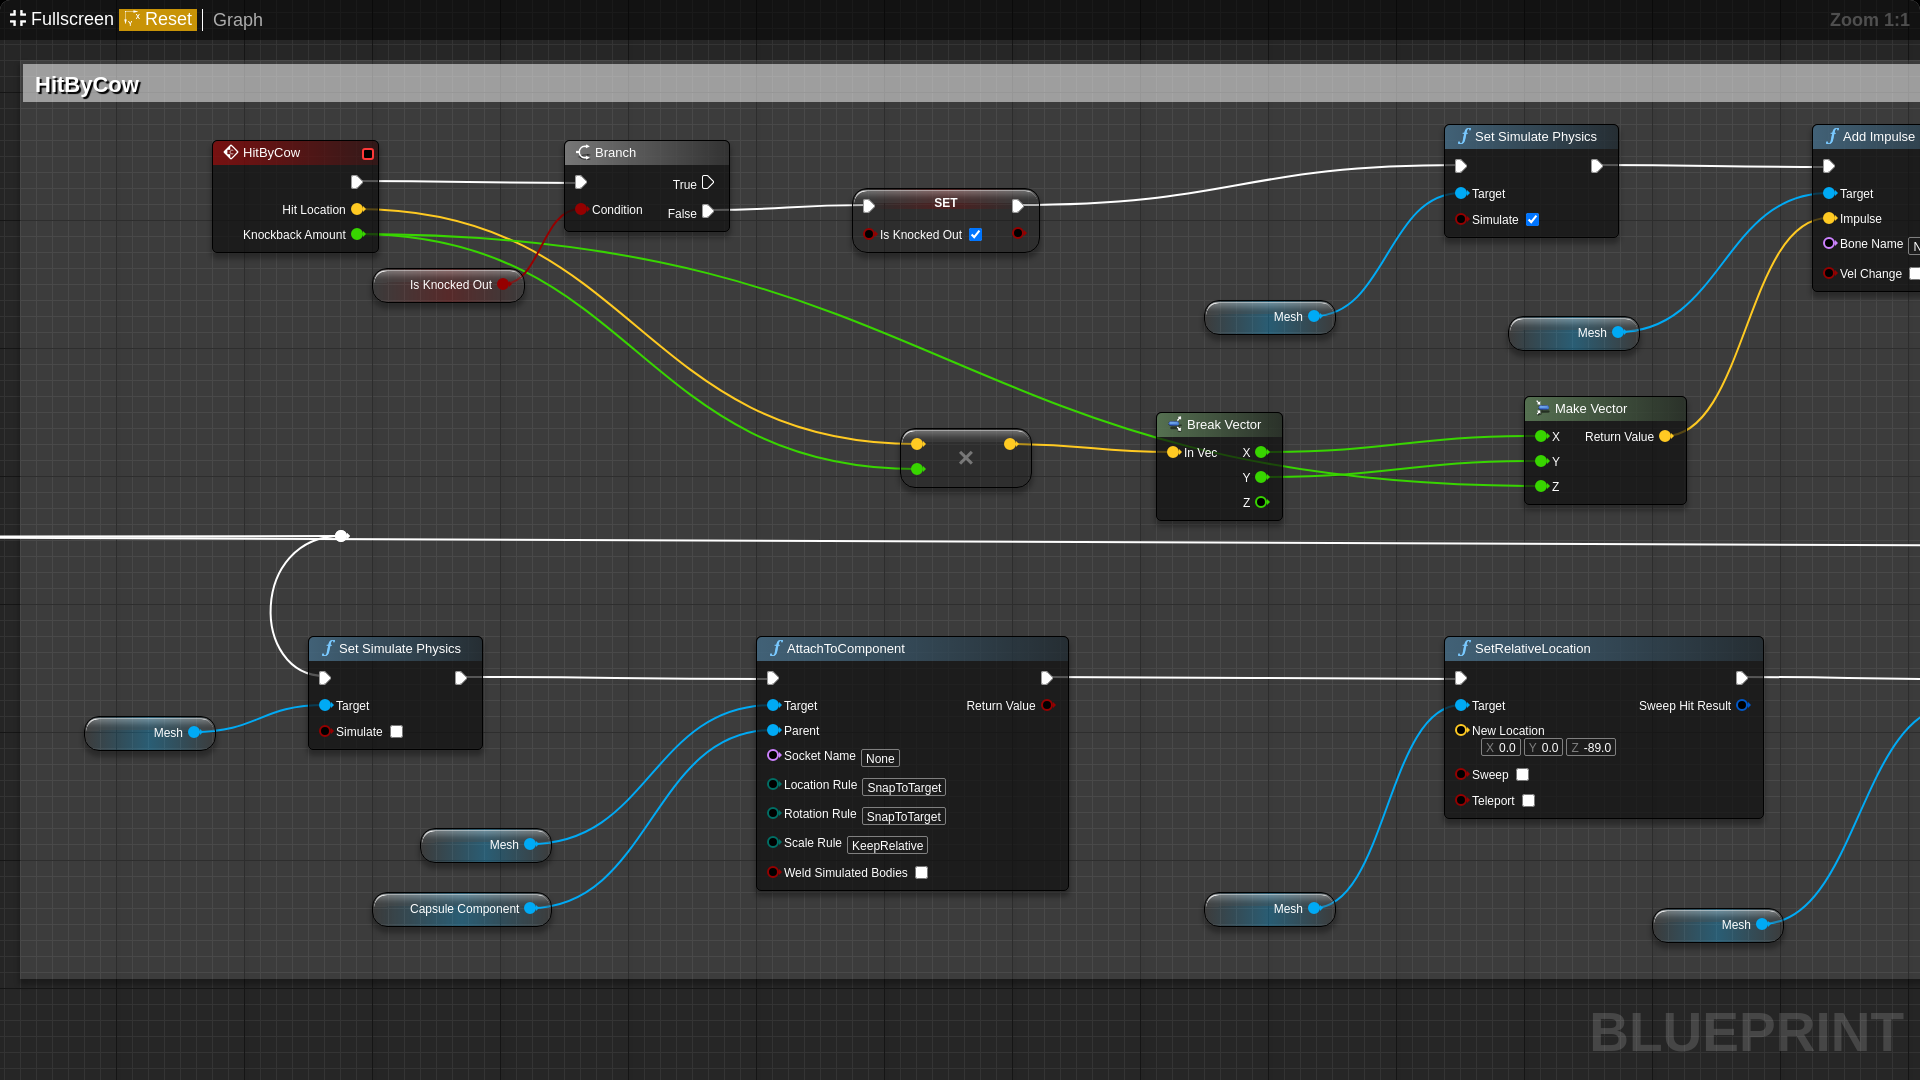 Fullscreen Reset Graph Zoom 1:1
HitByCow
HitByCow
Hit Location
Knockback Amount
Is Knocked Out
Branch
True
Condition
False
SET
Is Knocked Out
Set Simulate Physics
Target
Simulate
Mesh
Add Impulse
Target
Impulse
Bone Name
Vel Change
Mesh
Break Vector
In Vec X
Y
Z
Make Vector
X Return Value
Y
Z
Set Simulate Physics
Target
Simulate
Mesh
AttachToComponent
Target Return Value
Parent
Socket Name None
Location Rule SnapToTarget
Rotation Rule SnapToTarget
Scale Rule KeepRelative
Weld Simulated Bodies
Mesh
Capsule Component
SetRelativeLocation
Target Sweep Hit Result
New Location
X 0.0 Y 0.0 Z -89.0
Sweep
Teleport
Mesh
Mesh
BLUEPRINT